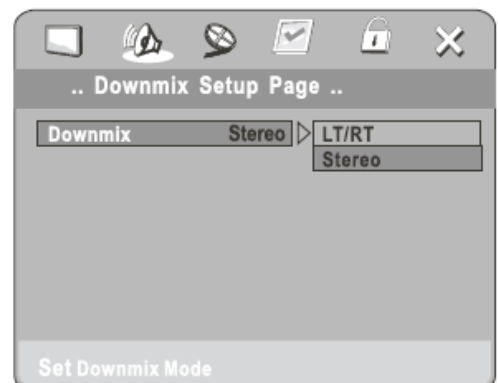 .. Downmix Setup Page ..
Downmix Stereo LT/RT
Stereo
Set Downmix Mode